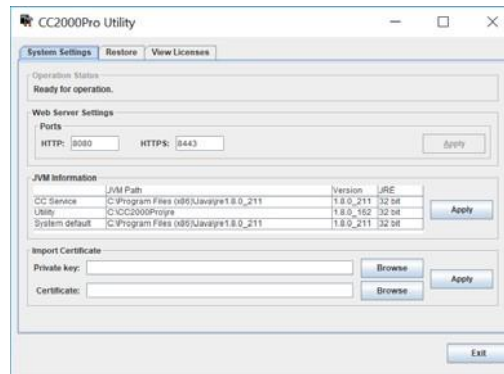 CC2000Pro Utility
System Settings Restore View Licenses
Operation Status
Ready for operation.
Web Server Settings
Ports
HTTP: 8080 HTTPS: 8443 Apply
JVM Information
JVM Path Version JRE
CC Service C:\Program Files (x86)\Java\jre1.8.0_211 1.8.0_211 32 bit
Utility C:\CC2000Pro\jre 1.8.0_162 32 bit
System default C:\Program Files (x86)\Java\jre1.8.0_211 1.8.0_211 32 bit
Apply
Import Certificate
Private key: Browse
Certificate: Browse
Apply
Exit